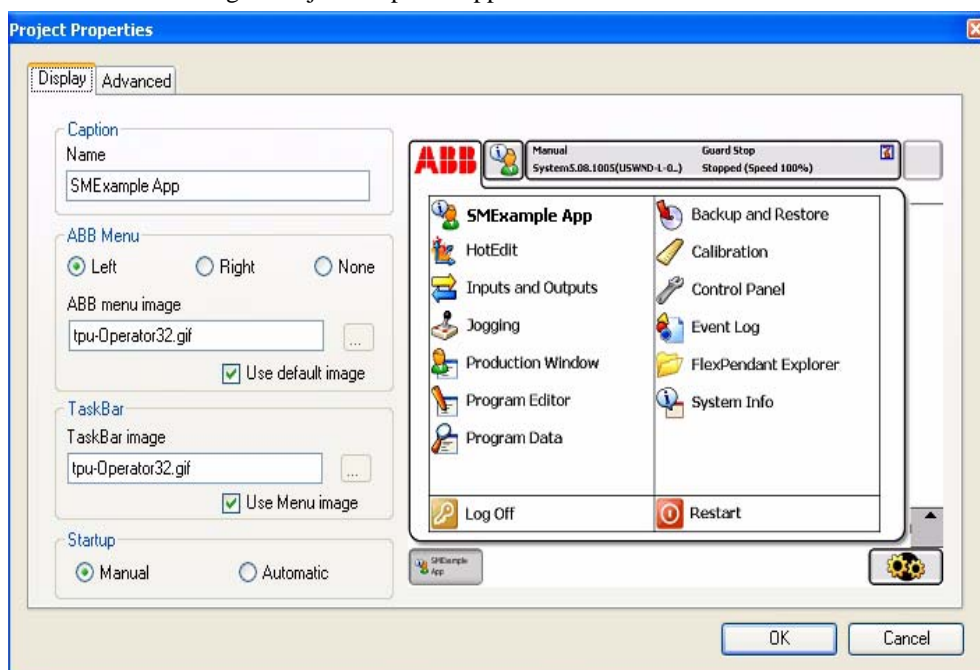 Project Properties
Display
Advanced
Caption
Name
SMExample App
ABB Menu
Left
Right
None
ABB menu image
tpu-Operator32.gif
...
Use default image
TaskBar
TaskBar image
tpu-Operator32.gif
...
Use Menu image
Startup
Manual
Automatic
ABB
Manual
Guard Stop
System5.08.1005(USWND-L-0..)
Stopped (Speed 100%)
SMExample App
HotEdit
Inputs and Outputs
Jogging
Production Window
Program Editor
Program Data
Backup and Restore
Calibration
Control Panel
Event Log
FlexPendant Explorer
System Info
Log Off
Restart
SMExample
App
OK
Cancel